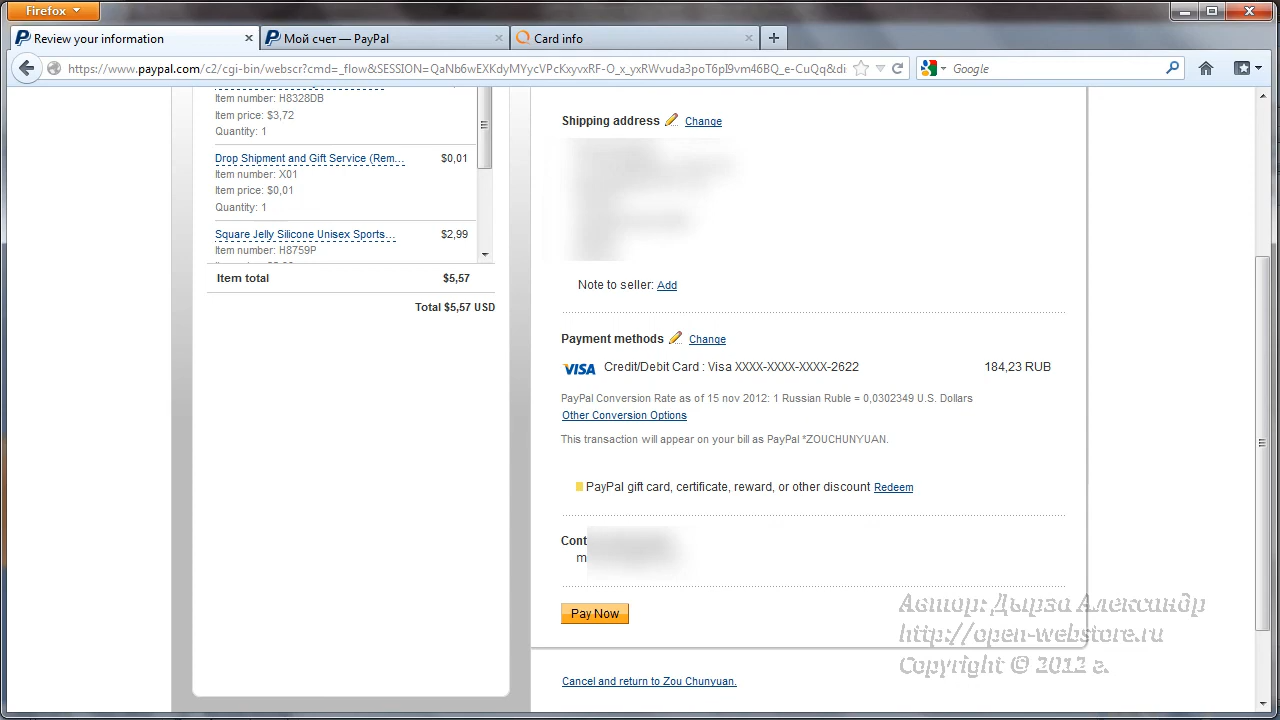 Firefox
Review your information
Мой счет — PayPal
Card info
https://www.paypal.com/c2/cgi-bin/webscr?cmd=_flow&SESSION=QaNb6wEXKdyMYycVPcKxyvxRF-O_x_yxRWvuda3poT6pl9vm46BQ_e-CuQq&di
Google
Item number: H8328DB
Item price: $3,72
Quantity: 1
Drop Shipment and Gift Service (Rem... $0,01
Item number: X01
Item price: $0,01
Quantity: 1
Square Jelly Silicone Unisex Sports... $2,99
Item number: H8759P
Item total $5,57
Total $5,57 USD
Shipping address Change
Note to seller: Add
Payment methods Change
VISA Credit/Debit Card : Visa XXXX-XXXX-XXXX-2622 184,23 RUB
PayPal Conversion Rate as of 15 nov 2012: 1 Russian Ruble = 0,0302349 U.S. Dollars
Other Conversion Options
This transaction will appear on your bill as PayPal *ZOUCHUNYUAN.
PayPal gift card, certificate, reward, or other discount Redeem
Cont
m
Pay Now
Cancel and return to Zou Chunyuan.
Автор: Дырза Александр
http://open-webstore.ru
Copyright © 2012 г.